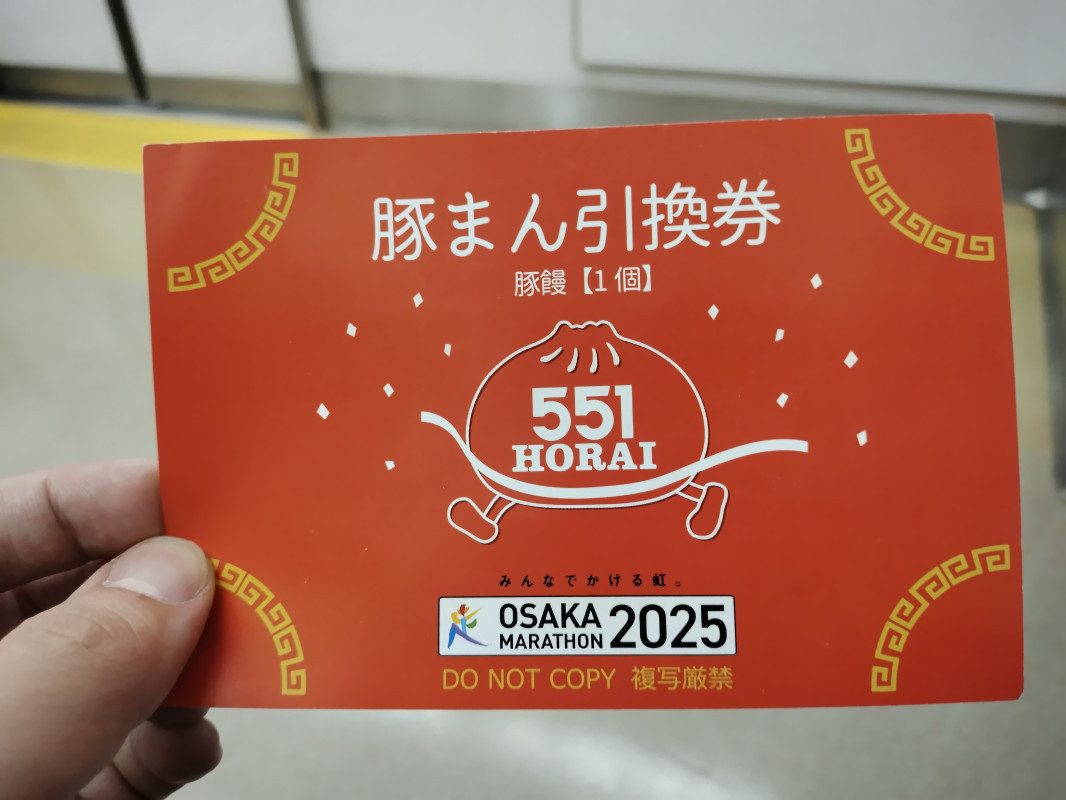 豚まん引換券
豚饅【1個】
551
HORAI
みんなでかける虹。
OSAKA
MARATHON 2025
DO NOT COPY 複写厳禁